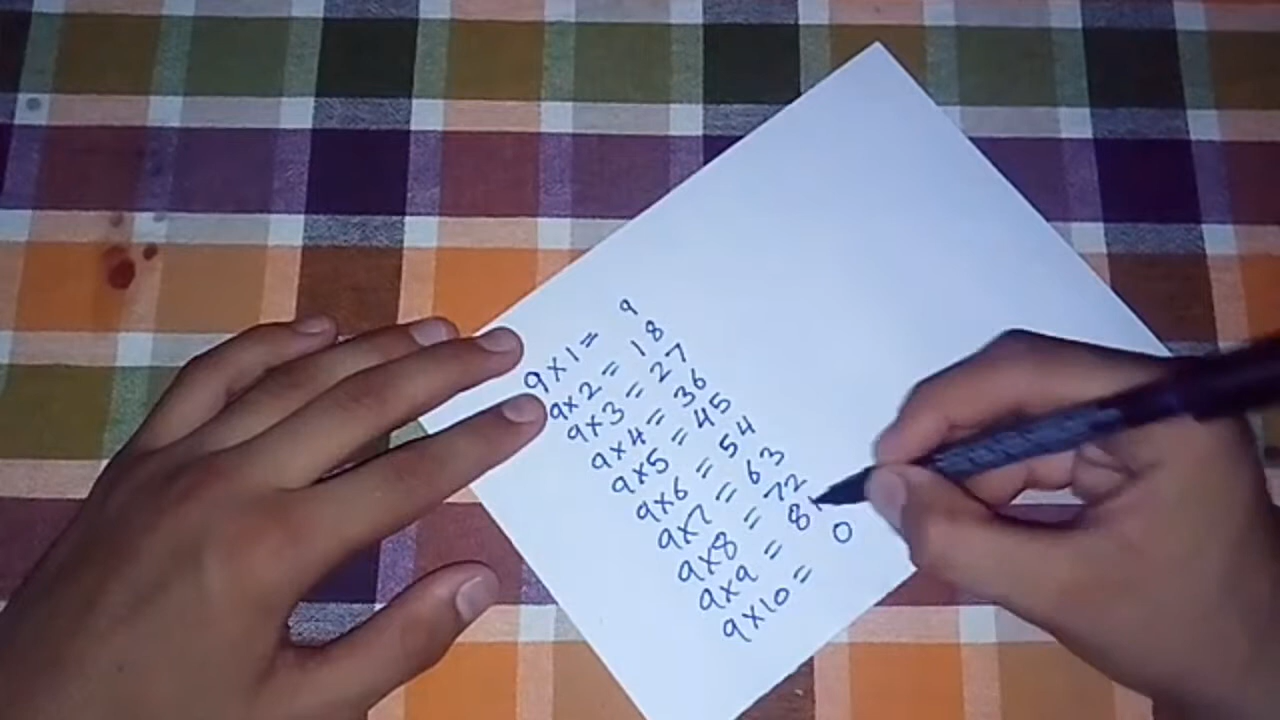 9x1= 9
9x2= 18
9x3= 27
9x4= 36
9x5= 45
9x6= 54
9x7= 63
9x8= 72
9x9= 81
9x10= 0